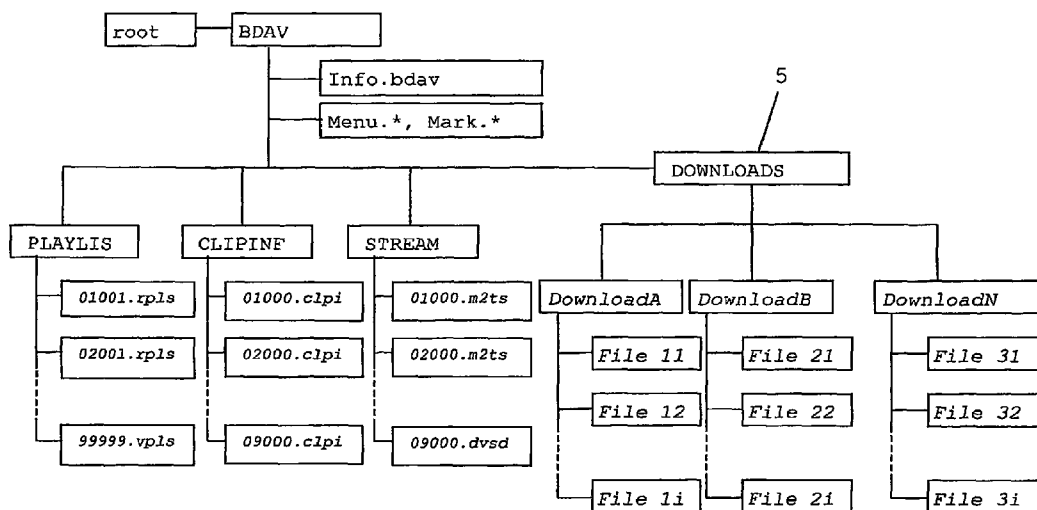 root
BDAV
Info.bdav
Menu.*, Mark.*
5
DOWNLOADS
PLAYLIS
CLIPINF
STREAM
01001.rpls
01000.clpi
01000.m2ts
02001.rpls
02000.clpi
02000.m2ts
99999.vpls
09000.clpi
09000.dvsd
DownloadA
DownloadB
DownloadN
File 11
File 21
File 31
File 12
File 22
File 32
File 1i
File 2i
File 3i